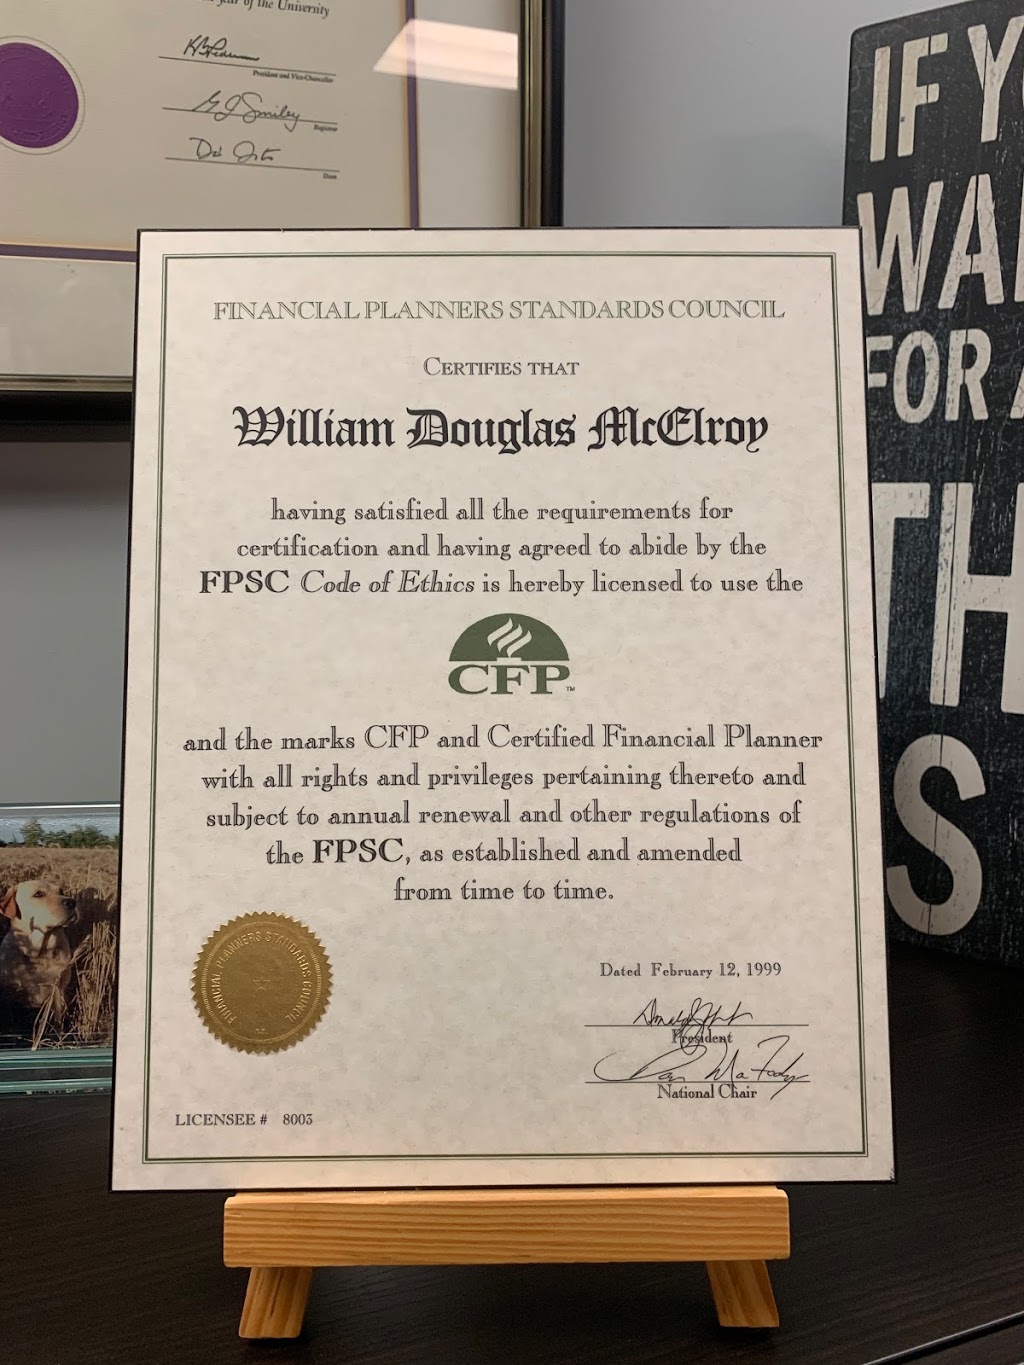 year of the University
President and Vice-Chancellor
Registrar
Dean
IF
WA
FOR
TH
S
FINANCIAL PLANNERS STANDARDS COUNCIL
CERTIFIES THAT
William Douglas McElroy
having satisfied all the requirements for
certification and having agreed to abide by the
FPSC Code of Ethics is hereby licensed to use the
CFP™
and the marks CFP and Certified Financial Planner
with all rights and privileges pertaining thereto and
subject to annual renewal and other regulations of
the FPSC, as established and amended
from time to time.
FINANCIAL PLANNERS STANDARDS COUNCIL
Dated February 12, 1999
President
National Chair
LICENSEE # 8003